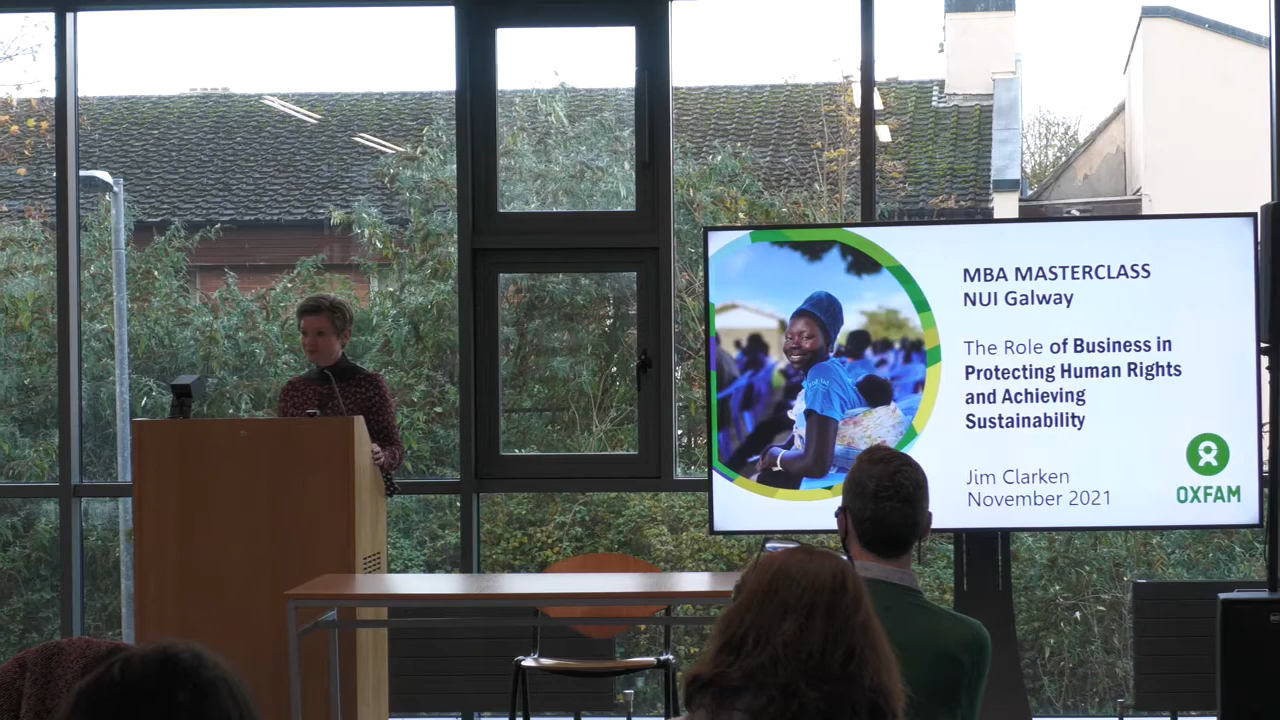 MBA MASTERCLASS
NUI Galway
The Role of Business in
Protecting Human Rights
and Achieving
Sustainability
Jim Clarken
November 2021
OXFAM